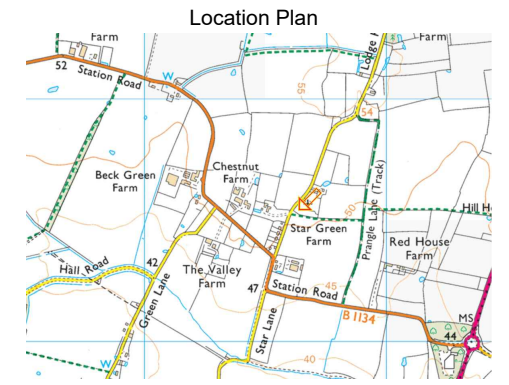 Location Plan
Farm
Lodge
Farm
52
Station Road
W
55
54
Chestnut
Farm
Beck Green
Farm
Prangle Lane (Track)
50
Hill
Star Green
Farm
Red House
Farm
Hall Road
42
The Valley
Farm
Green Lane
47
Station Road
45
B 1134
MS
44
Star Lane
40
W